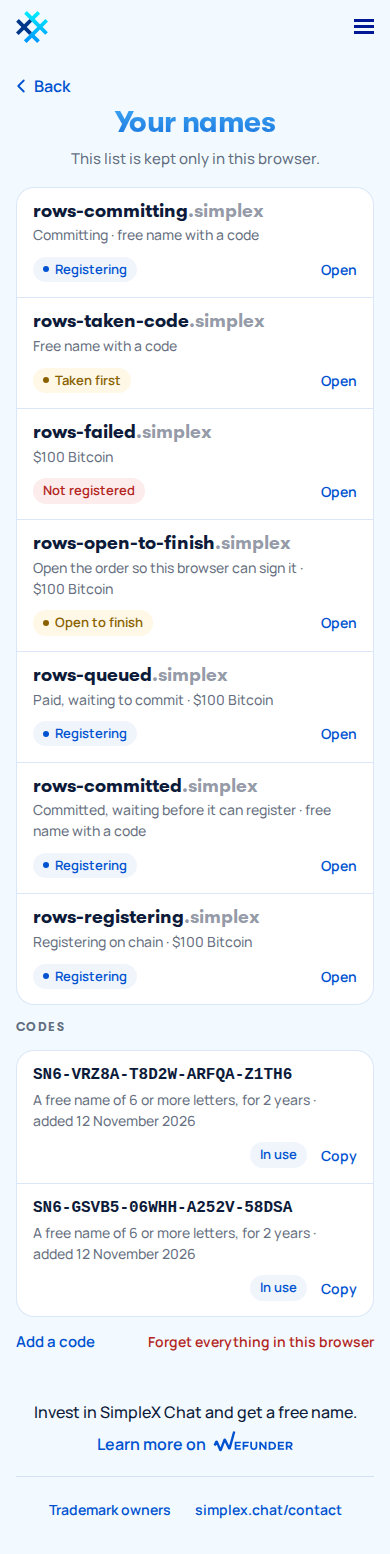 Back
Your names
This list is kept only in this browser.
rows-committing.simplex
Committing · free name with a code
Registering
Open
rows-taken-code.simplex
Free name with a code
Taken first
Open
rows-failed.simplex
$100 Bitcoin
Not registered
Open
rows-open-to-finish.simplex
Open the order so this browser can sign it ·
$100 Bitcoin
Open to finish
Open
rows-queued.simplex
Paid, waiting to commit · $100 Bitcoin
Registering
Open
rows-committed.simplex
Committed, waiting before it can register · free
name with a code
Registering
Open
rows-registering.simplex
Registering on chain · $100 Bitcoin
Registering
Open
CODES
SN6-VRZ8A-T8D2W-ARFQA-Z1TH6
A free name of 6 or more letters, for 2 years ·
added 12 November 2026
In use
Copy
SN6-GSVB5-06WHH-A252V-58DSA
A free name of 6 or more letters, for 2 years ·
added 12 November 2026
In use
Copy
Add a code
Forget everything in this browser
Invest in SimpleX Chat and get a free name.
Learn more on WEFUNDER
Trademark owners
simplex.chat/contact